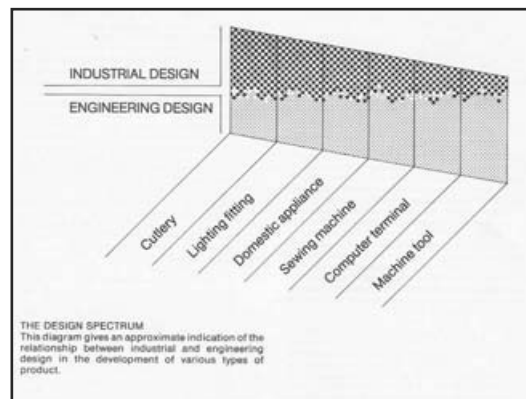 INDUSTRIAL DESIGN
ENGINEERING DESIGN
Cutlery
Lighting fitting
Domestic appliance
Sewing machine
Computer terminal
Machine tool
THE DESIGN SPECTRUM
This diagram gives an approximate indication of the
relationship between industrial and engineering
design in the development of various types of
product.